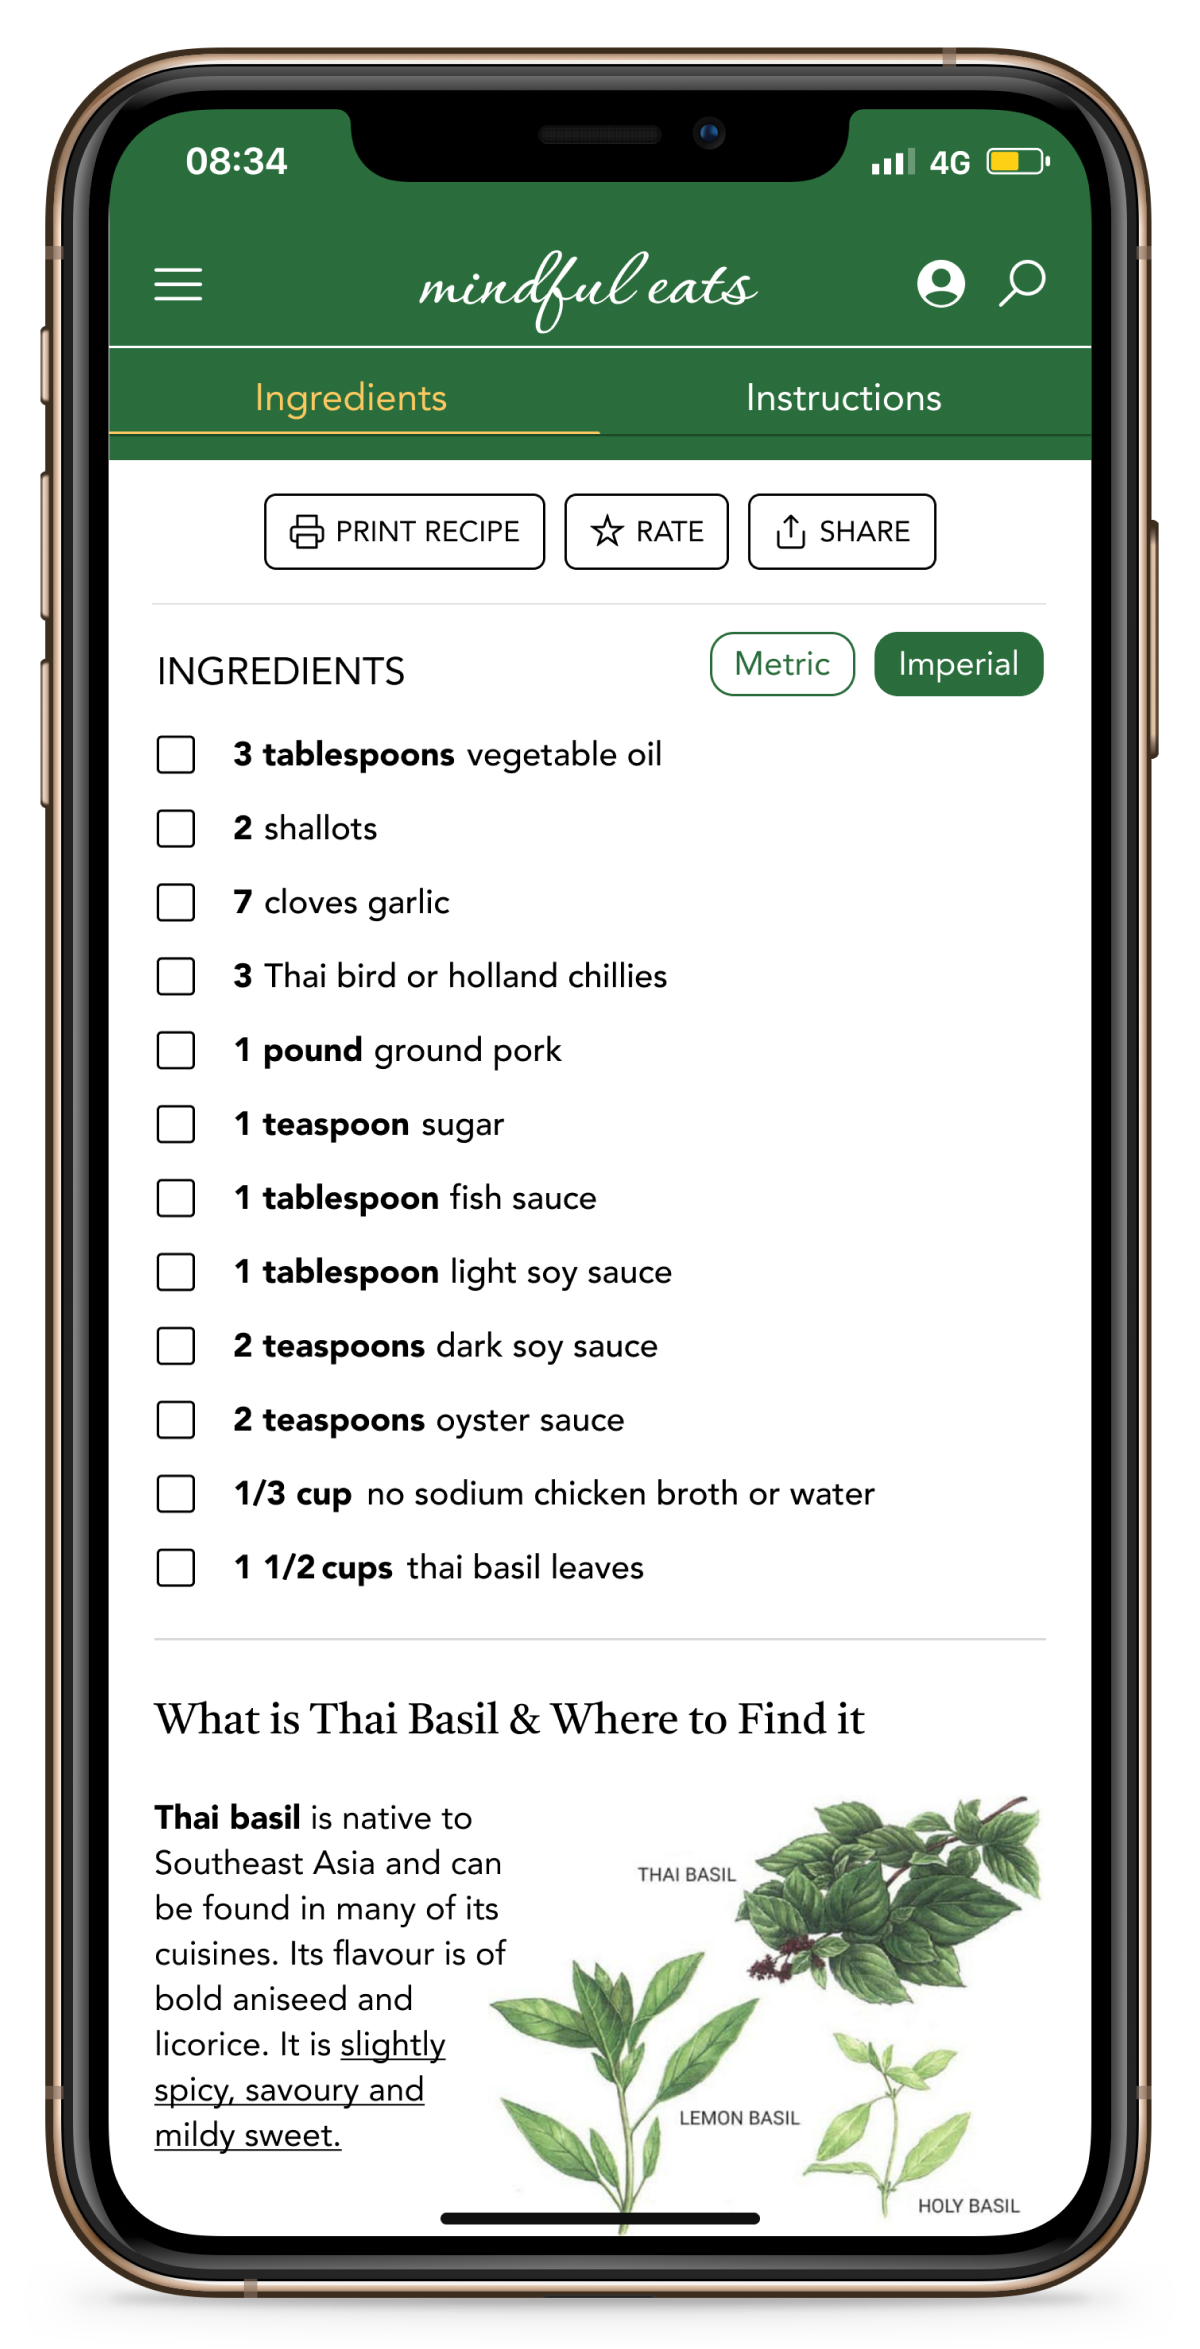 08:34
4G
mindful eats
Ingredients
Instructions
PRINT RECIPE
RATE
SHARE
INGREDIENTS
Metric
Imperial
3 tablespoons vegetable oil
2 shallots
7 cloves garlic
3 Thai bird or holland chillies
1 pound ground pork
1 teaspoon sugar
1 tablespoon fish sauce
1 tablespoon light soy sauce
2 teaspoons dark soy sauce
2 teaspoons oyster sauce
1/3 cup no sodium chicken broth or water
1 1/2 cups thai basil leaves
What is Thai Basil & Where to Find it
Thai basil is native to
Southeast Asia and can
be found in many of its
cuisines. Its flavour is of
bold aniseed and
licorice. It is slightly
spicy, savoury and
mildy sweet.
THAI BASIL
LEMON BASIL
HOLY BASIL